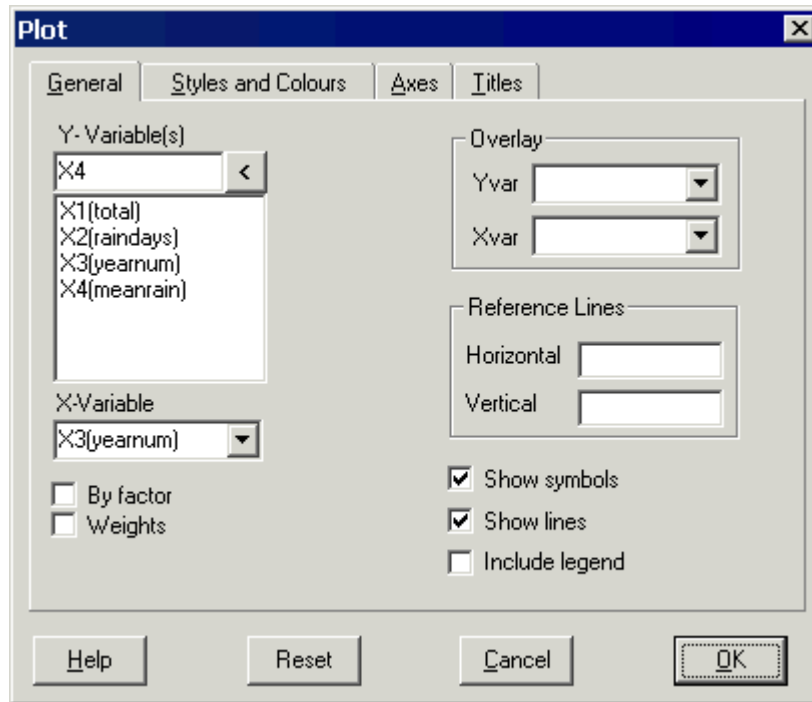 Plot
General
Styles and Colours
Axes
Titles
Y- Variable(s)
X4
<
X1(total)
X2(raindays)
X3(yearnum)
X4(meanrain)
X-Variable
X3(yearnum)
By factor
Weights
Overlay
Yvar
Xvar
Reference Lines
Horizontal
Vertical
Show symbols
Show lines
Include legend
Help
Reset
Cancel
OK